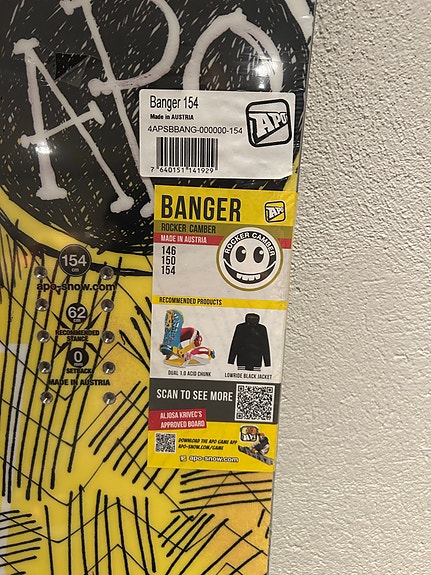 APO
Banger 154
Made in AUSTRIA
4APSBBANG-000000-154
7 640151 141929
APO
BANGER
ROCKER CAMBER
MADE IN AUSTRIA
146
150
154
ROCKER CAMBER
RECOMMENDED PRODUCTS
DUAL 1.0 ACID CHUNK
LOWRIDE BLACK JACKET
SCAN TO SEE MORE
ALJOSA KRIVEC'S
APPROVED BOARD
DOWNLOAD THE APO GAME APP
APO-SNOW.COM/GAME
apo-snow.com
154
cm
apo-snow.com
62
cm
RECOMMENDED
STANCE
0
SETBACK
MADE IN AUSTRIA